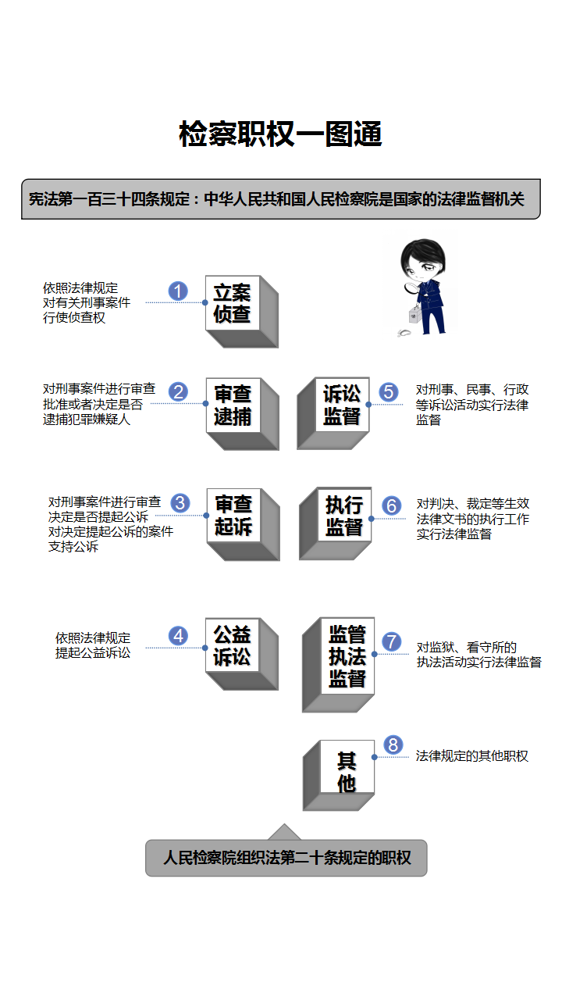 检察职权一图通
宪法第一百三十四条规定：中华人民共和国人民检察院是国家的法律监督机关
依照法律规定
对有关刑事案件
行使侦查权
1
立案
侦查
对刑事案件进行审查
批准或者决定是否
逮捕犯罪嫌疑人
2
审查
逮捕
对刑事案件进行审查
决定是否提起公诉
对决定提起公诉的案件
支持公诉
3
审查
起诉
依照法律规定
提起公益诉讼
4
公益
诉讼
诉讼
监督
5
对刑事、民事、行政
等诉讼活动实行法律
监督
执行
监督
6
对判决、裁定等生效
法律文书的执行工作
实行法律监督
监管
执法
监督
7
对监狱、看守所的
执法活动实行法律监督
其
他
8
法律规定的其他职权
人民检察院组织法第二十条规定的职权